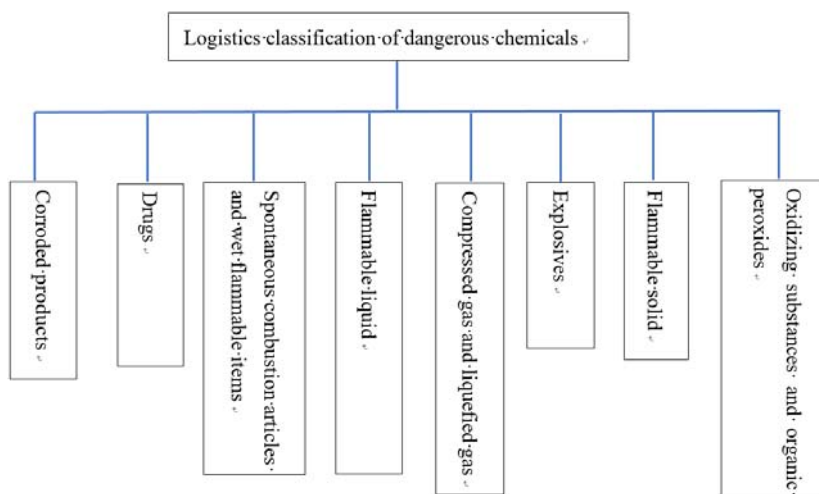 Logistics classification of dangerous chemicals
Corroded products
Drugs
Spontaneous combustion articles
and wet flammable items
Flammable liquid
Compressed gas and liquefied gas
Explosives
Flammable solid
Oxidizing substances and organic
peroxides